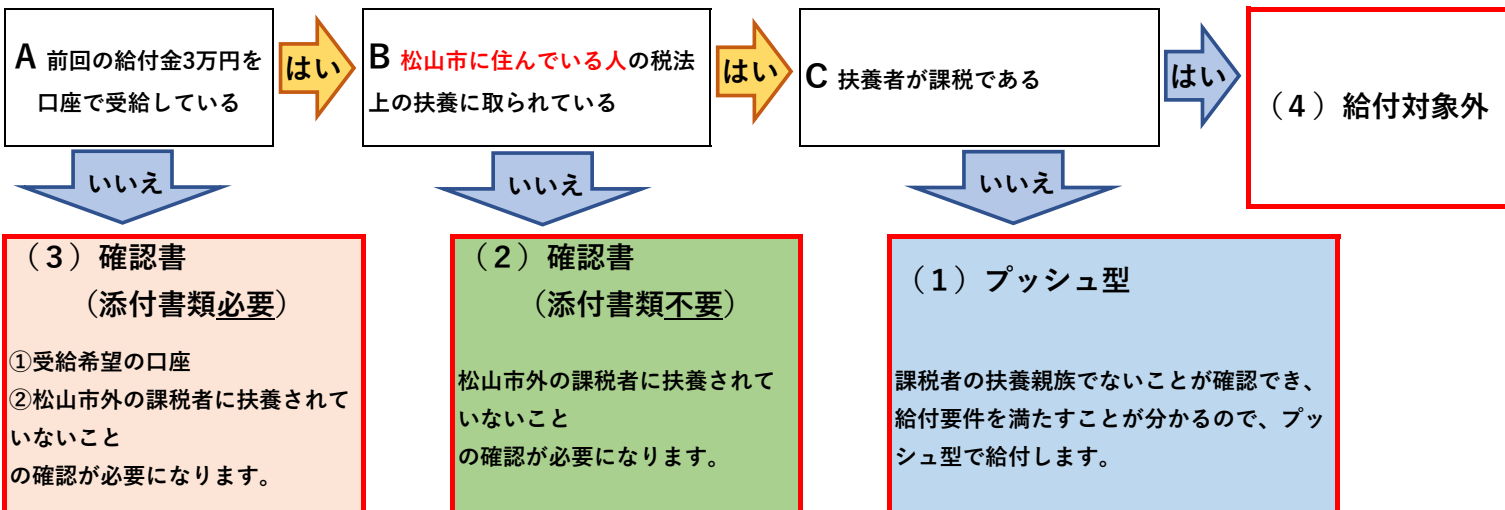 A 前回の給付金3万円を
口座で受給している
はい
B 松山市に住んでいる人の税法
上の扶養に取られている
はい
C 扶養者が課税である
はい
（4）給付対象外
いいえ
いいえ
いいえ
（3）確認書
（添付書類必要）
①受給希望の口座
②松山市外の課税者に扶養されて
いないこと
の確認が必要になります。
（2）確認書
（添付書類不要）
松山市外の課税者に扶養されて
いないこと
の確認が必要になります。
（1）プッシュ型
課税者の扶養親族でないことが確認でき、
給付要件を満たすことが分かるので、プッ
シュ型で給付します。